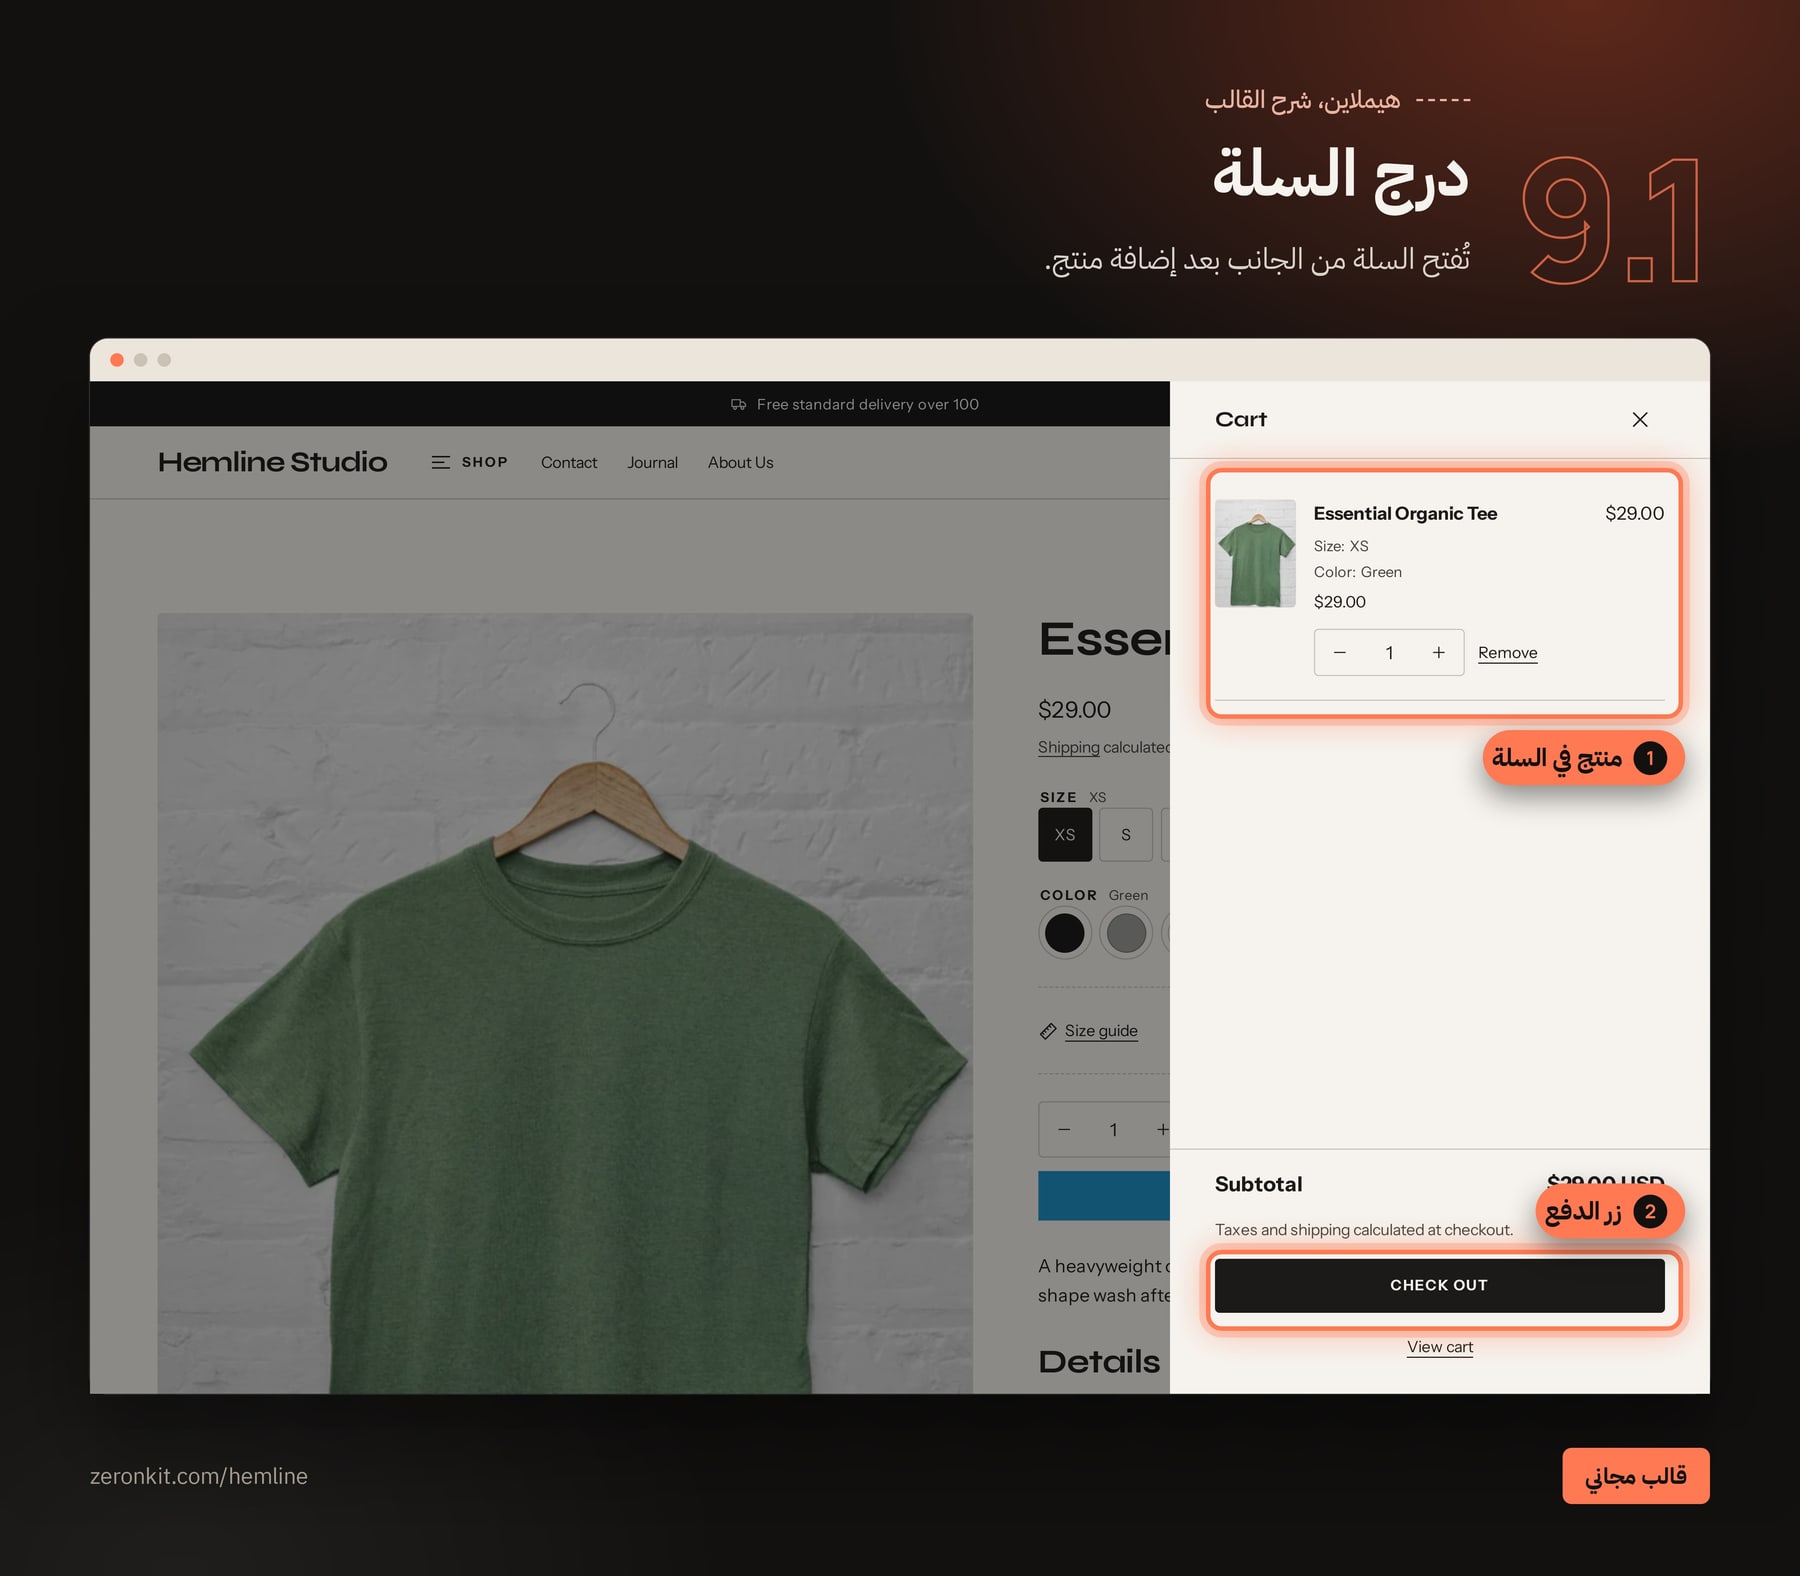 هيملاين، شرح القالب
9.1
درج السلة
تُفتح السلة من الجانب بعد إضافة منتج.
Free standard delivery over 100
Hemline Studio
SHOP
Contact
Journal
About Us
$29.00
Shipping calculated
SIZE XS
XS
S
COLOR Green
Size guide
1
A heavyweight
shape wash
Details
Cart
Essential Organic Tee
$29.00
Size: XS
Color: Green
$29.00
1
Remove
1 منتج في السلة
Subtotal
$29.00 USD
2 زر الدفع
Taxes and shipping calculated at checkout.
CHECK OUT
View cart
zeronkit.com/hemline
قالب مجاني